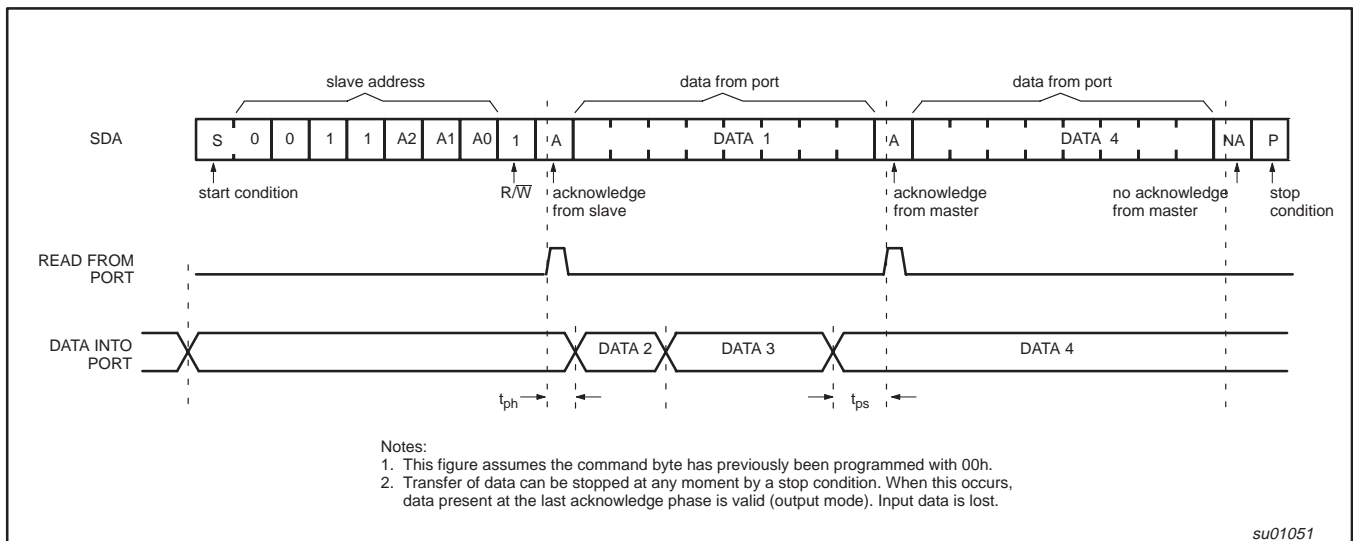 slave address data from port data from port
SDA S 0 0 1 1 A2 A1 A0 1 A DATA 1 A DATA 4 NA P
start condition R/W̅ acknowledge from slave acknowledge from master no acknowledge from master stop condition
READ FROM PORT
DATA INTO PORT DATA 2 DATA 3 DATA 4
tph tps
Notes:
1. This figure assumes the command byte has previously been programmed with 00h.
2. Transfer of data can be stopped at any moment by a stop condition. When this occurs,
data present at the last acknowledge phase is valid (output mode). Input data is lost.
su01051